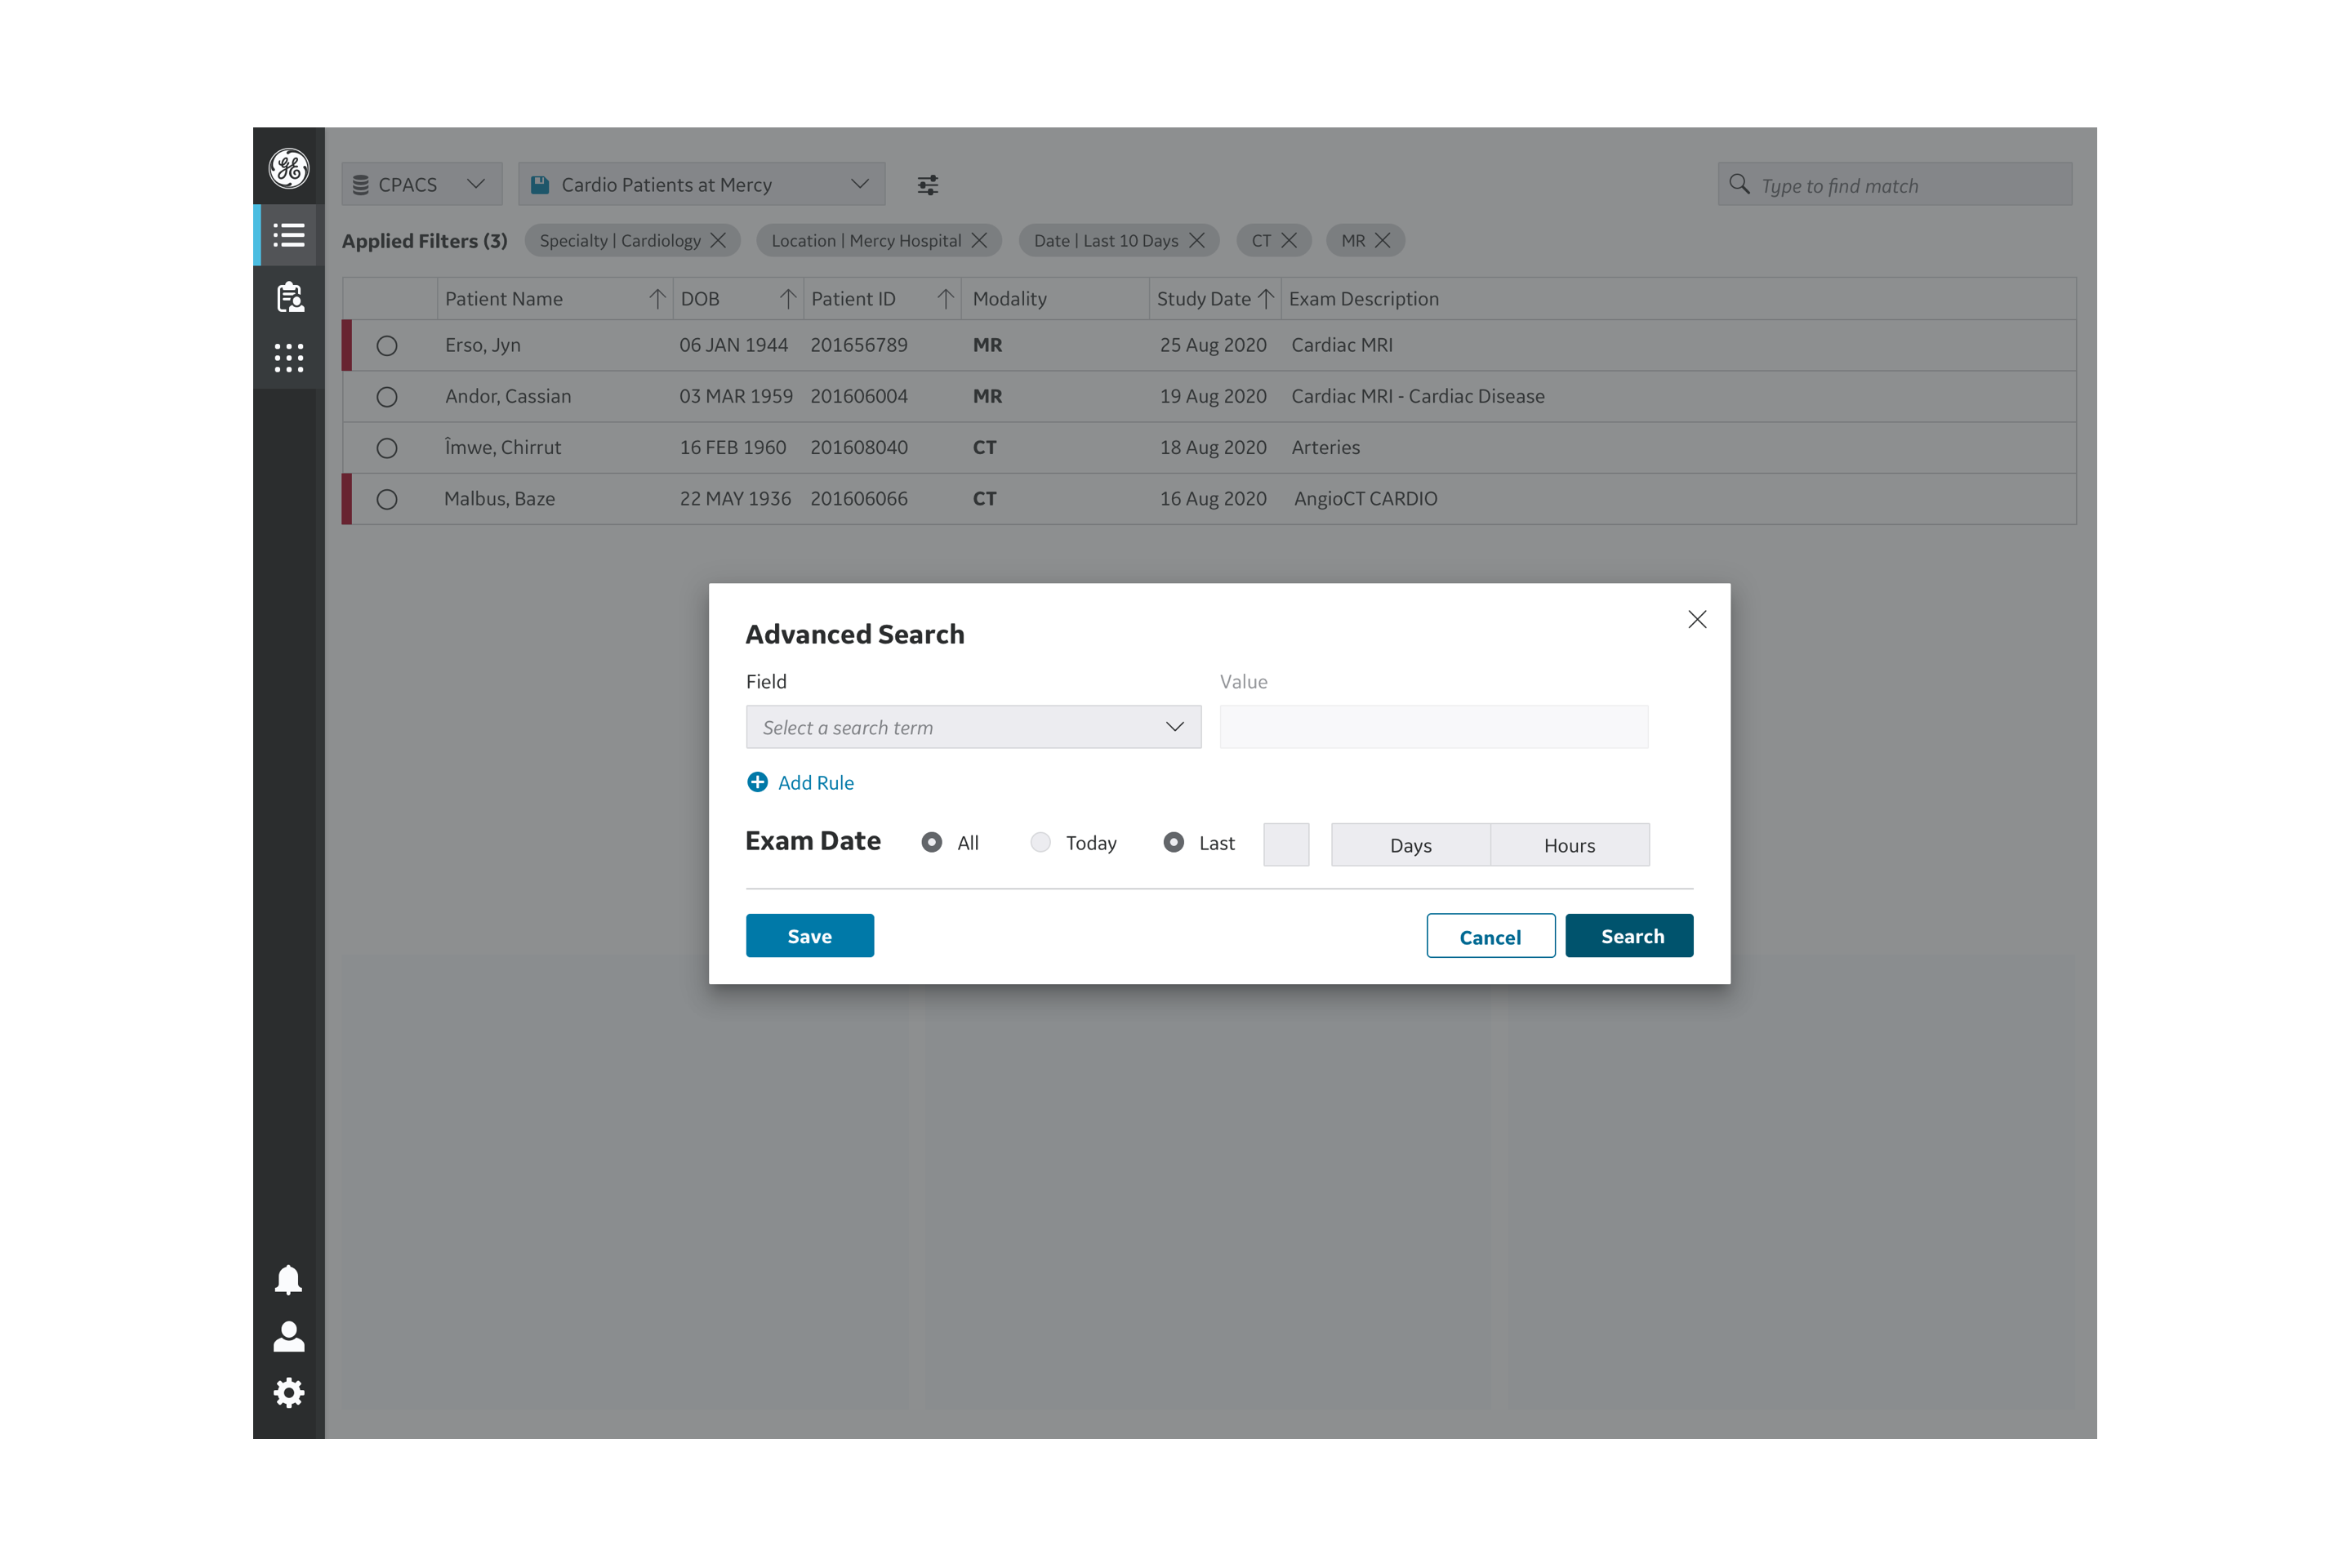 CPACS Cardio Patients at Mercy Type to find match
Applied Filters (3) Specialty | Cardiology Location | Mercy Hospital Date | Last 10 Days CT MR
Patient Name DOB Patient ID Modality Study Date Exam Description
Erso, Jyn 06 JAN 1944 201656789 MR 25 Aug 2020 Cardiac MRI
Andor, Cassian 03 MAR 1959 201606004 MR 19 Aug 2020 Cardiac MRI - Cardiac Disease
Îmwe, Chirrut 16 FEB 1960 201608040 CT 18 Aug 2020 Arteries
Malbus, Baze 22 MAY 1936 201606066 CT 16 Aug 2020 AngioCT CARDIO
Advanced Search
Field Value
Select a search term
Add Rule
Exam Date All Today Last Days Hours
Save Cancel Search